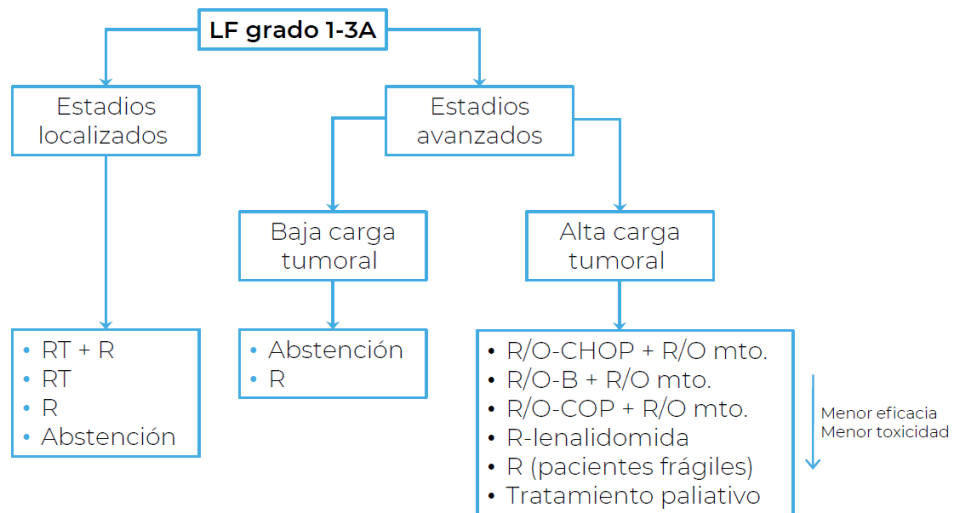 LF grado 1-3A
Estadios
localizados
Estadios
avanzados
Baja carga
tumoral
Alta carga
tumoral
• RT + R
• RT
• R
• Abstención
• Abstención
• R
• R/O-CHOP + R/O mto.
• R/O-B + R/O mto.
• R/O-COP + R/O mto.
• R-lenalidomida
• R (pacientes frágiles)
• Tratamiento paliativo
Menor eficacia
Menor toxicidad